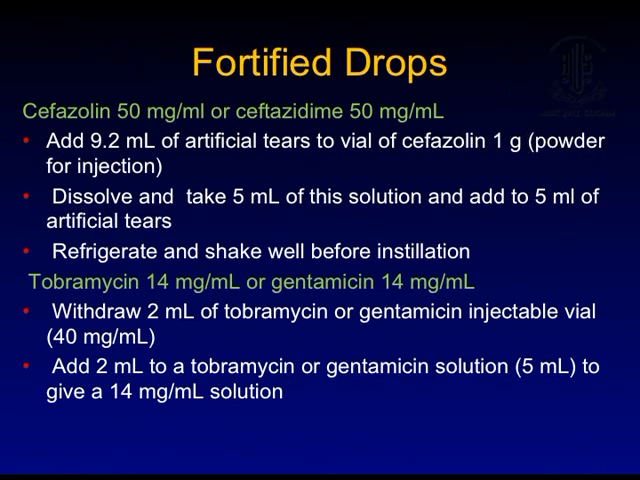 Fortified Drops
Cefazolin 50 mg/ml or ceftazidime 50 mg/mL
• Add 9.2 mL of artificial tears to vial of cefazolin 1 g (powder
for injection)
• Dissolve and take 5 mL of this solution and add to 5 ml of
artificial tears
• Refrigerate and shake well before instillation
Tobramycin 14 mg/mL or gentamicin 14 mg/mL
• Withdraw 2 mL of tobramycin or gentamicin injectable vial
(40 mg/mL)
• Add 2 mL to a tobramycin or gentamicin solution (5 mL) to
give a 14 mg/mL solution